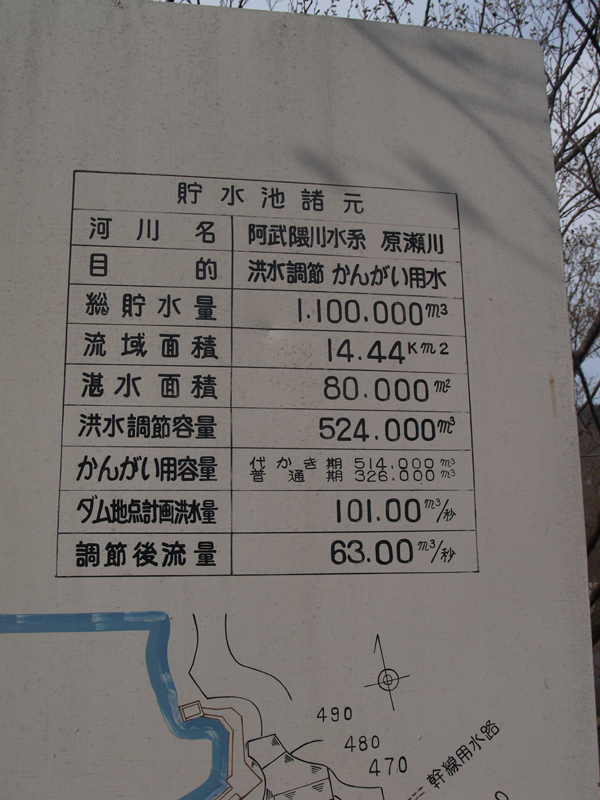 貯水池諸元
河川名 阿武隈川水系 原瀬川
目的 洪水調節 かんがい用水
総貯水量 1.100.000m³
流域面積 14.44Km2
湛水面積 80.000m²
洪水調節容量 524.000m³
かんがい用容量 代かき期 514.000m³
普通期 326.000m³
ダム地点計画洪水量 101.00m³/秒
調節後流量 63.00m³/秒
490
480
470
幹線用水路